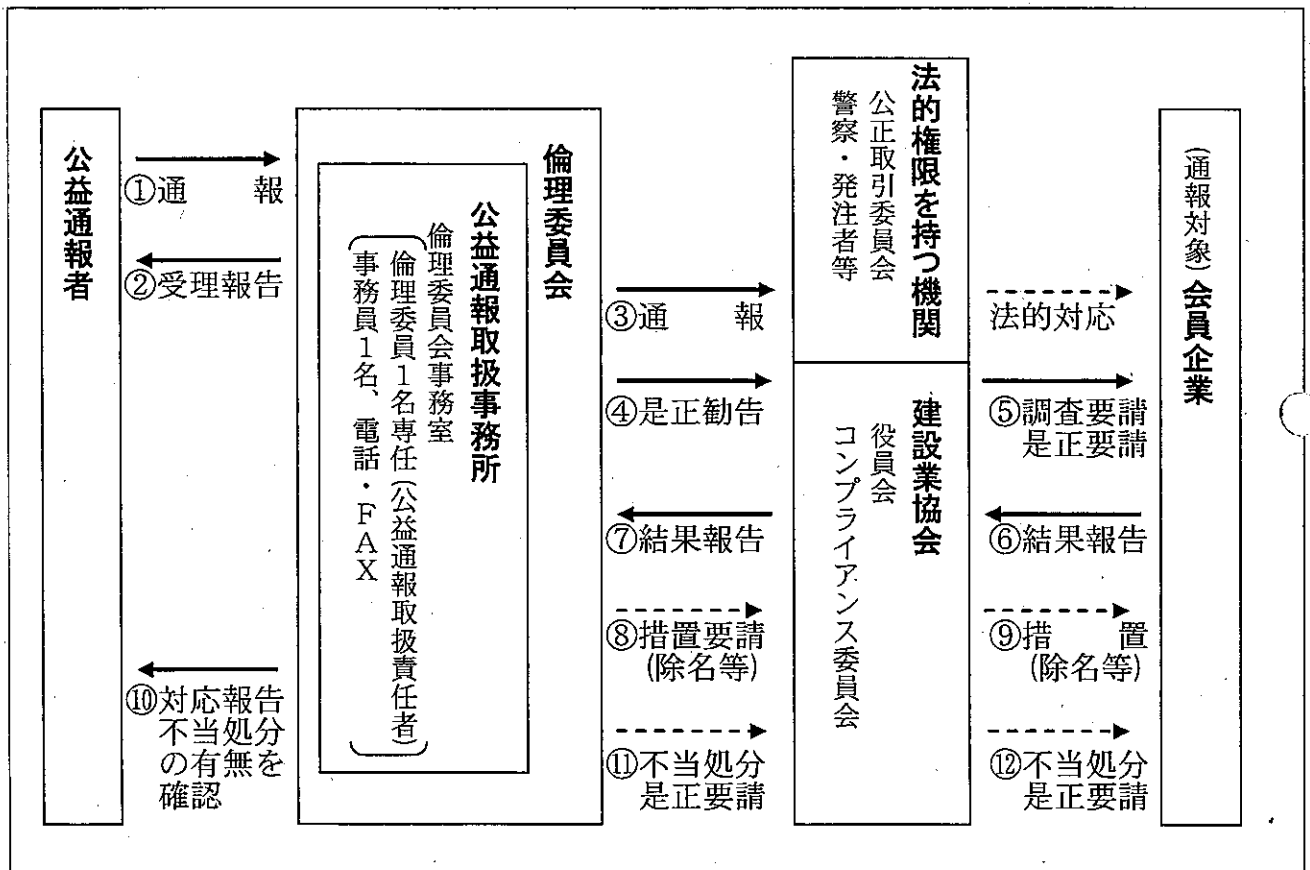 公益通報者
①通報
②受理報告
⑩対応報告
不当処分
の有無を
確認
倫理委員会
公益通報取扱事務所
倫理委員会事務室
(倫理委員1名専任(公益通報取扱責任者)
事務員1名、電話・FAX)
③通報
④是正勧告
⑦結果報告
⑧措置要請
(除名等)
⑪不当処分
是正要請
法的権限を持つ機関
公正取引委員会
警察・発注者等
建設業協会
役員会
コンプライアンス委員会
法的対応
⑤調査要請
是正要請
⑥結果報告
⑨措置
(除名等)
⑫不当処分
是正要請
(通報対象)会員企業